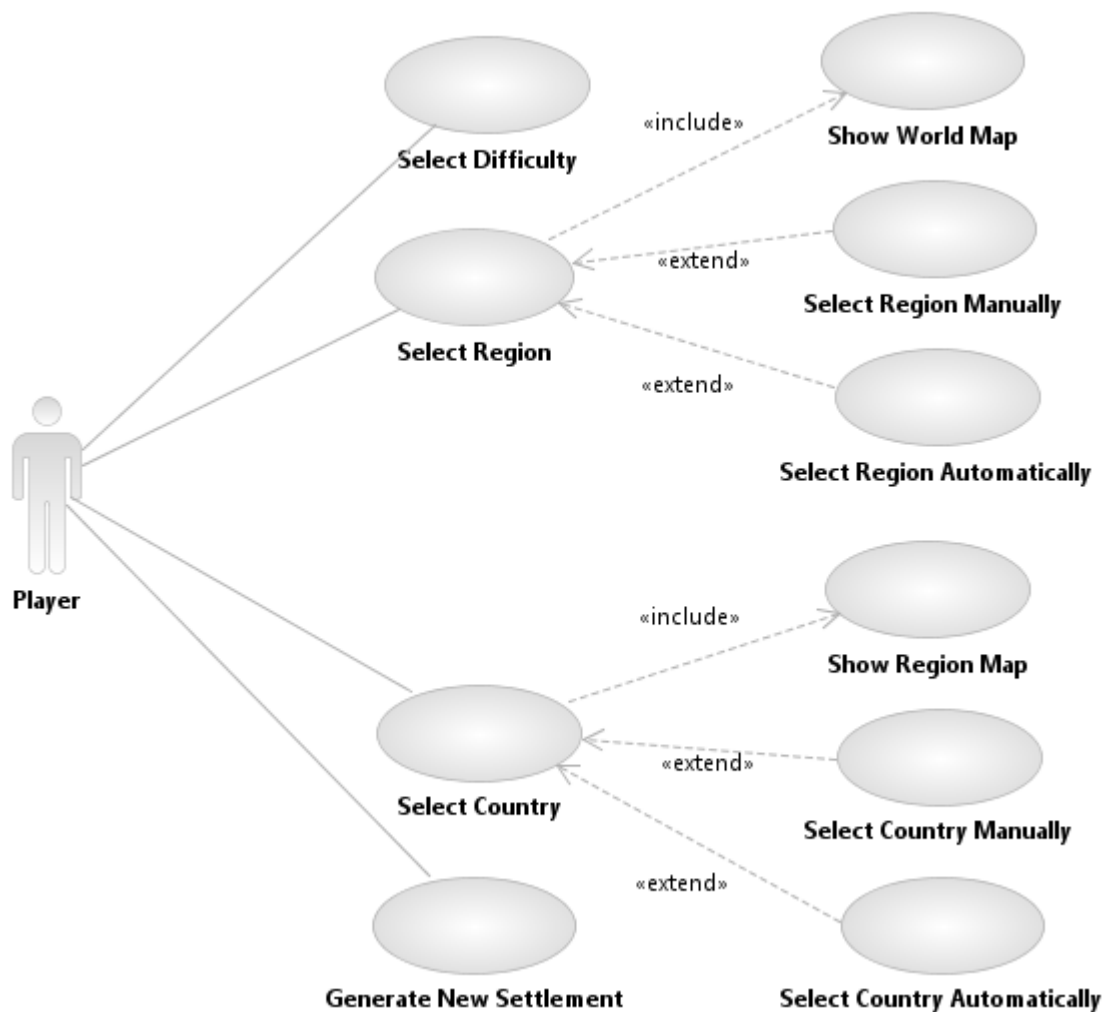 Show World Map
«include»
Select Difficulty
«extend»
Select Region Manually
Select Region
«extend»
Select Region Automatically
Player
«include»
Show Region Map
«extend»
Select Country
Select Country Manually
«extend»
Generate New Settlement
Select Country Automatically